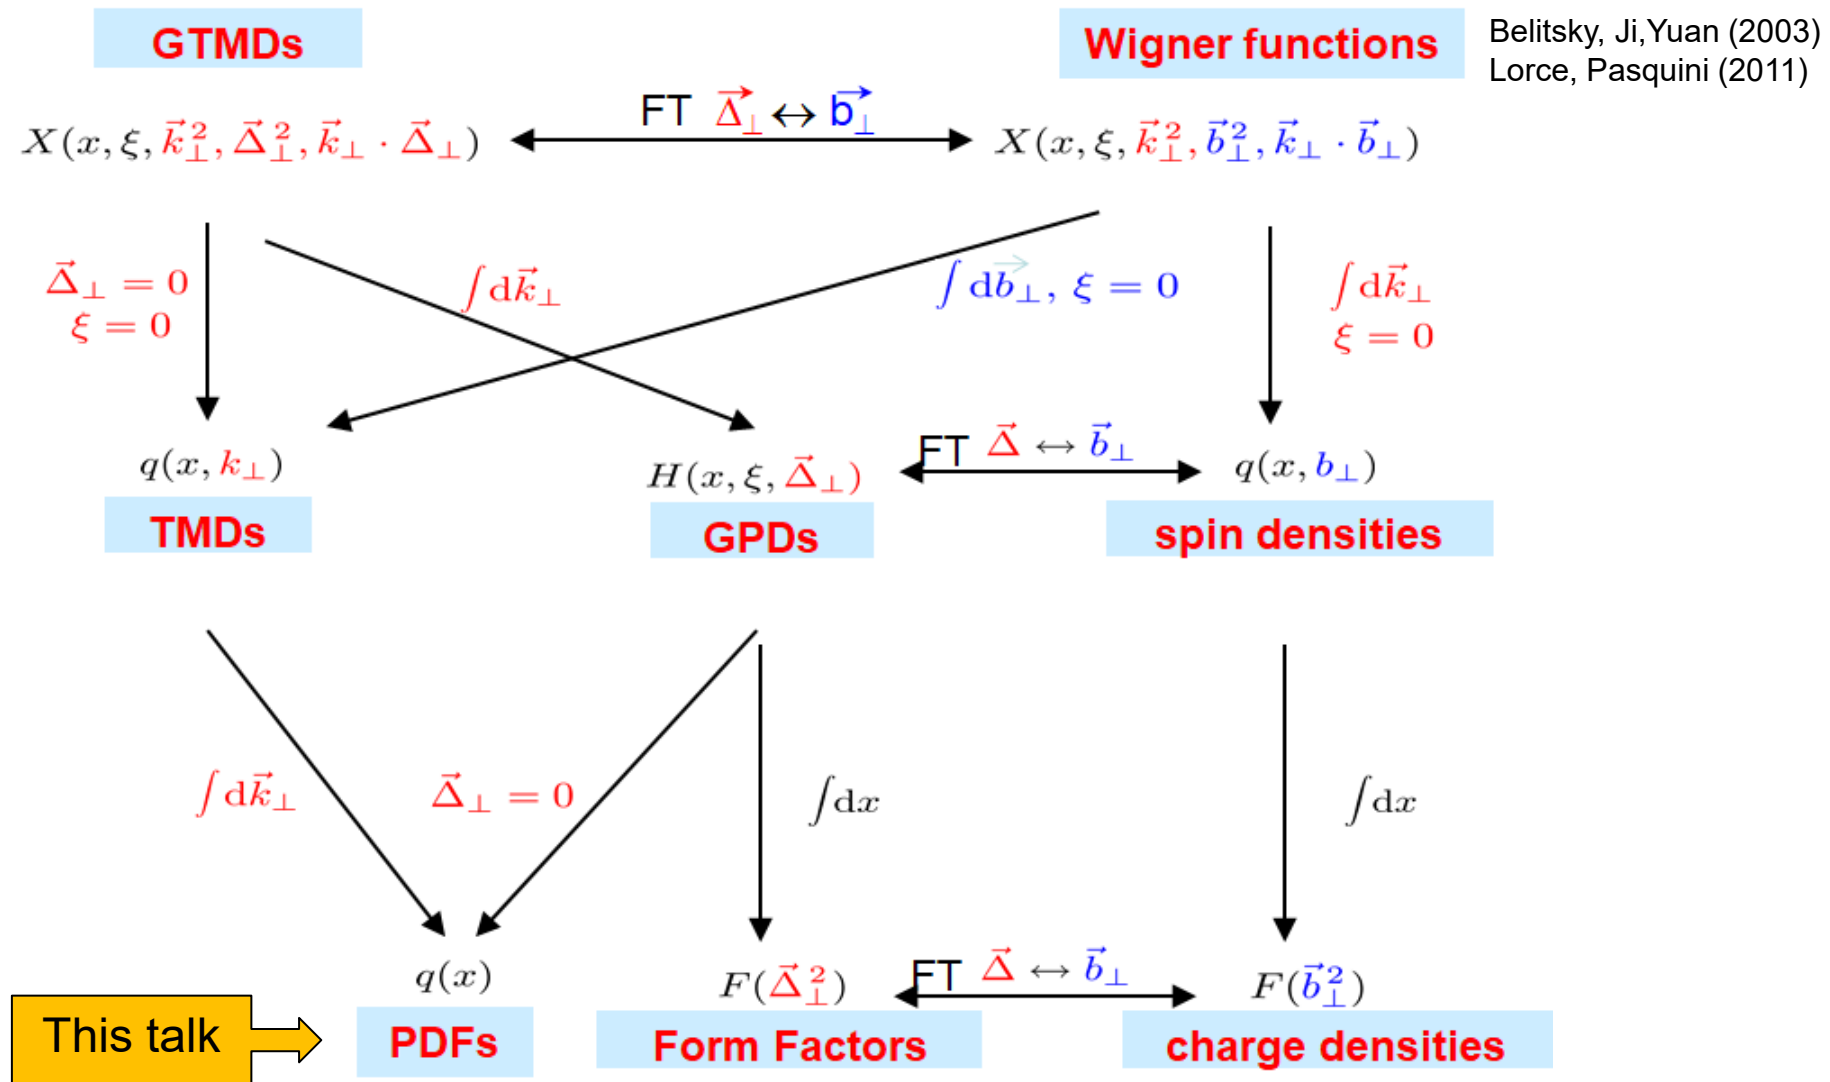 GTMDs
Wigner functions
Belitsky, Ji,Yuan (2003)
Lorce, Pasquini (2011)
FT Δ⃗⊥ ↔ b⃗⊥
X(x, ξ, k⃗⊥², Δ⃗⊥², k⃗⊥ · Δ⃗⊥)
X(x, ξ, k⃗⊥², b⃗⊥², k⃗⊥ · b⃗⊥)
Δ⃗⊥ = 0
ξ = 0
∫dk⃗⊥
∫db⃗⊥, ξ = 0
∫dk⃗⊥
ξ = 0
q(x, k⊥)
H(x, ξ, Δ⃗⊥)
FT Δ⃗ ↔ b⃗⊥
q(x, b⊥)
TMDs
GPDs
spin densities
∫dk⃗⊥
Δ⃗⊥ = 0
∫dx
∫dx
q(x)
F(Δ⃗⊥²)
FT Δ⃗ ↔ b⃗⊥
F(b⃗⊥²)
This talk
PDFs
Form Factors
charge densities